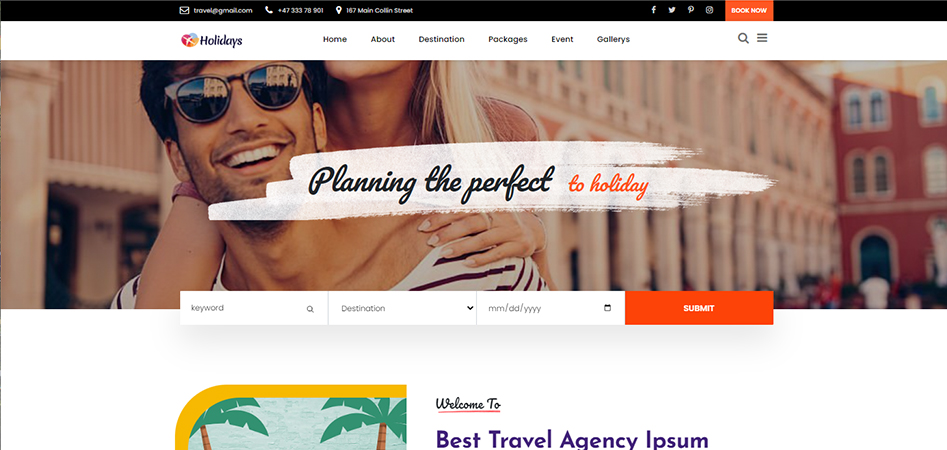 travel@gmail.com +47 333 78 901 167 Main Collin Street BOOK NOW
Holidays Home About Destination Packages Event Gallerys
Planning the perfect to holiday
keyword Destination mm/dd/yyyy SUBMIT
Welcome To
Best Travel Agency Ipsum